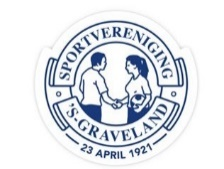 SPORTVERENIGING
'S-GRAVELAND
23 APRIL 1921